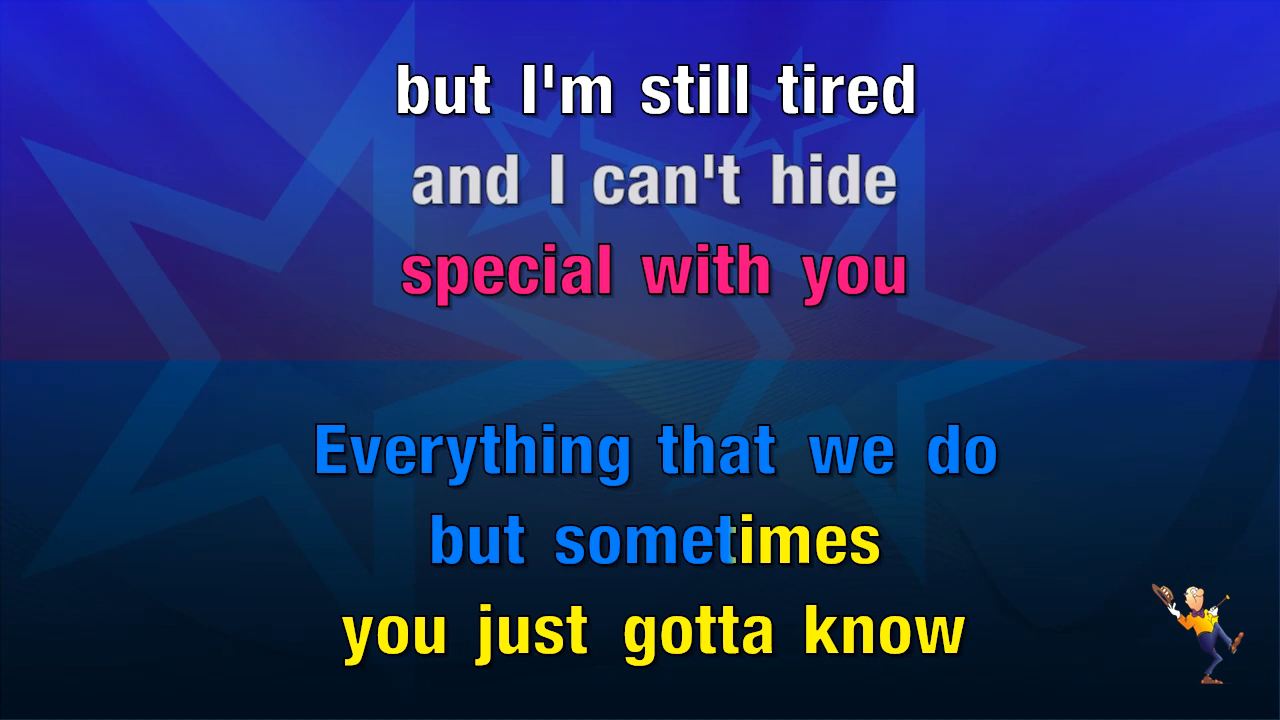 but I'm still tired
and I can't hide
special with you
Everything that we do
but sometimes
you just gotta know